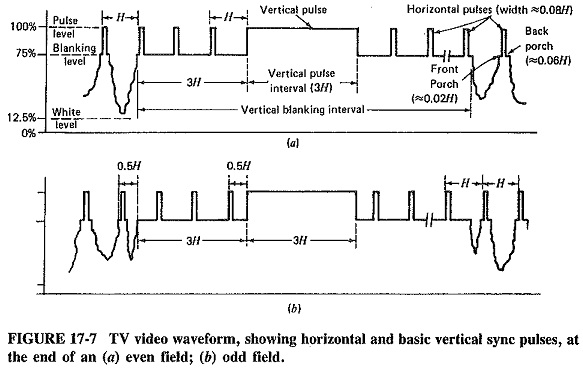 Vertical pulse
Horizontal pulses (width ≈0.08H)
H
H
100%
Pulse
level
75%
Blanking
level
Back
porch
(≈0.06H)
3H
Vertical pulse
interval (3H)
Front
Porch
(≈0.02H)
Vertical blanking interval
12.5%
White
level
0%
(a)
0.5H
0.5H
H
H
3H
3H
(b)
FIGURE 17-7 TV video waveform, showing horizontal and basic vertical sync pulses, at
the end of an (a) even field; (b) odd field.